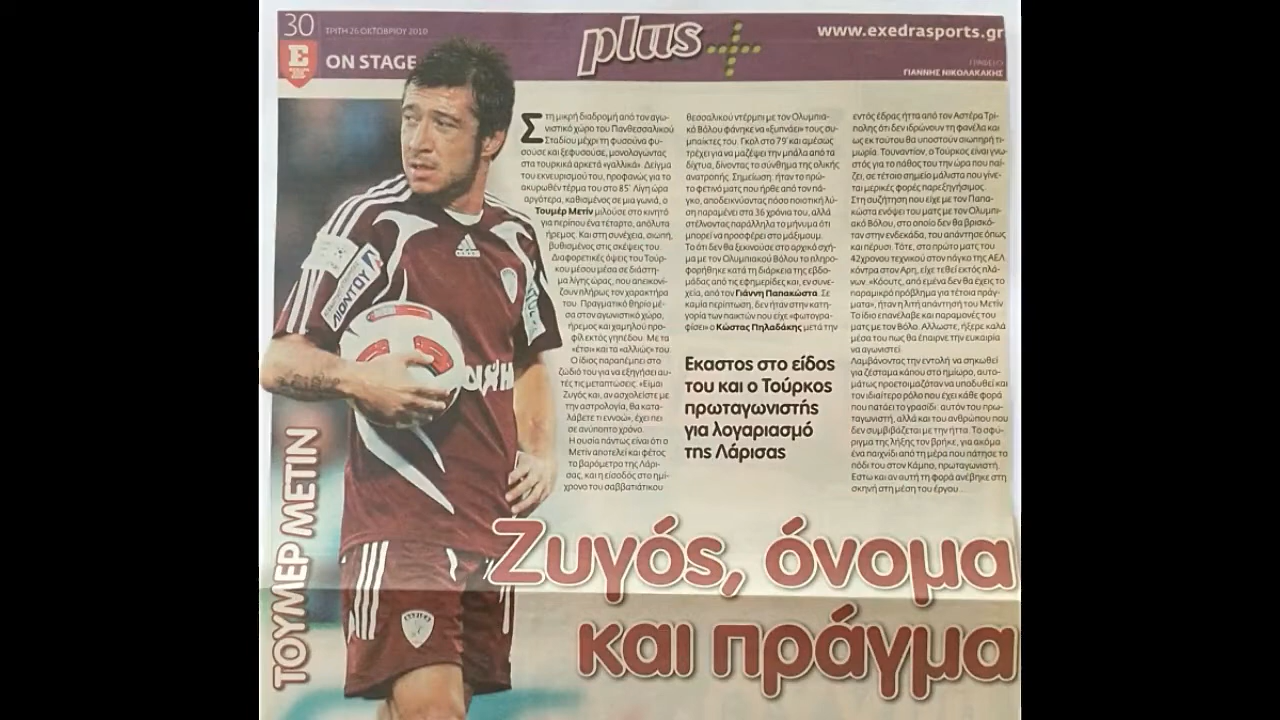 30
ΤΡΙΤΗ 26 ΟΚΤΩΒΡΙΟΥ 2010
plus+
www.exedrasports.gr
E
ON STAGE
ΓΡΑΦΕΙ Ο
ΓΙΑΝΝΗΣ ΝΙΚΟΛΑΚΑΚΗΣ
Στη μικρή διαδρομή από τον αγω-
νιστικό χώρο του Πανθεσσαλικού
Σταδίου μέχρι τη φυσούνα φυ-
σούσε και ξεφυσούσε, μονολογώντας
στα τουρκικά αρκετά «γαλλικά». Δείγμα
του εκνευρισμού του, προφανώς για το
ακυρωθέν τέρμα του στο 85'. Λίγη ώρα
αργότερα, καθισμένος σε μια γωνιά, ο
Τουμέρ Μετίν μιλούσε στο κινητό
για περίπου ένα τέταρτο, απόλυτα
ήρεμος. Και στη συνέχεια, σιωπή,
βυθισμένος στις σκέψεις του.
Διαφορετικές όψεις του Τούρ-
κου μέσου μέσα σε διάστη-
μα λίγης ώρας, που απεικονί-
ζουν πλήρως τον χαρακτήρα
του. Πραγματικό θηρίο μέ-
σα στον αγωνιστικό χώρο,
ήρεμος και χαμηλού προ-
φίλ εκτός γηπέδου. Με τα
«έτσι» και τα «αλλιώς» του.
Ο ίδιος παραπέμπει στο
ζώδιό του για να εξηγήσει αυ-
τές τις μεταπτώσεις. «Είμαι
Ζυγός και, αν ασχολείστε με
την αστρολογία, θα κατα-
λάβετε τι εννοώ», έχει πει
σε ανύποπτο χρόνο.
Η ουσία πάντως είναι ότι ο
Μετίν αποτελεί και φέτος
το βαρόμετρο της Λάρι-
σας, και η είσοδός στο ημί-
χρονο του σαββατιάτικου
θεσσαλικού ντέρμπι με τον Ολυμπια-
κό Βόλου φάνηκε να «ξυπνάει» τους συ-
μπαίκτες του. Γκολ στο 79' και αμέσως
τρέχει για να μαζέψει την μπάλα από τα
δίχτυα, δίνοντας το σύνθημα της ολικής
ανατροπής. Σημείωση: ήταν το πρώ-
το φετινό ματς που ήρθε από τον πά-
γκο, αποδεικνύοντας πόσο ποιοτική λύ-
ση παραμένει στα 36 χρόνια του, αλλά
στέλνοντας παράλληλα το μήνυμα ότι
μπορεί να προσφέρει στο μάξιμουμ.
Το ότι δεν θα ξεκινούσε στο αρχικό σχή-
μα με τον Ολυμπιακού Βόλου το πληρο-
φορήθηκε κατά τη διάρκεια της εβδο-
μάδας από τις εφημερίδες και, εν συνε-
χεία, από τον Γιάννη Παπακώστα. Σε
καμία περίπτωση, δεν ήταν στην κατη-
γορία των παικτών που είχε «φωτογρα-
φίσει» ο Κώστας Πηλαδάκης μετά την
Εκαστος στο είδος
του και ο Τούρκος
πρωταγωνιστής
για λογαριασμό
της Λάρισας
εντός έδρας ήττα από τον Αστέρα Τρί-
πολης ότι δεν ιδρώνουν τη φανέλα και
ως εκ τούτου θα υποστούν σιωπηρή τι-
μωρία. Τουναντίον, ο Τούρκος είναι γνω-
στός για το πάθος του την ώρα που παί-
ζει, σε τέτοιο σημείο μάλιστα που γίνε-
ται μερικές φορές παρεξηγήσιμος.
Στη συζήτηση που είχε με τον Παπα-
κώστα ενόψει του ματς με τον Ολυμπι-
ακό Βόλου, στο οποίο δεν θα βρισκό-
ταν στην ενδεκάδα, του απάντησε όπως
και πέρυσι. Τότε, στο πρώτο ματς του
42χρονου τεχνικού στον πάγκο της ΑΕΛ
κόντρα στον Αρη, είχε τεθεί εκτός πλά-
νων. «Κόουτς, από εμένα δεν θα έχεις το
παραμικρό πρόβλημα για τέτοια πράγ-
ματα», ήταν η λιτή απάντησή του Μετίν.
Το ίδιο επανέλαβε και παραμονές του
ματς με τον Βόλο. Αλλωστε, ήξερε καλά
μέσα του πως θα έπαιρνε την ευκαιρία
να αγωνιστεί.
Λαμβάνοντας την εντολή να σηκωθεί
για ζέσταμα κάπου στο ημίωρο, αυτο-
μάτως προετοιμαζόταν να υποδυθεί και
τον ιδιαίτερο ρόλο που έχει κάθε φορά
που πατάει το γρασίδι: αυτόν του πρω-
ταγωνιστή, αλλά και του ανθρώπου που
δεν συμβιβάζεται με την ήττα. Το σφύ-
ριγμα της λήξης τον βρήκε, για ακόμα
ένα παιχνίδι από τη μέρα που πάτησε το
πόδι του στον Κάμπο, πρωταγωνιστή.
Εστω και αν αυτή τη φορά ανέβηκε στη
σκηνή στη μέση του έργου...
ΤΟΥΜΕΡ ΜΕΤΙΝ
Ζυγός, όνομα
και πράγμα